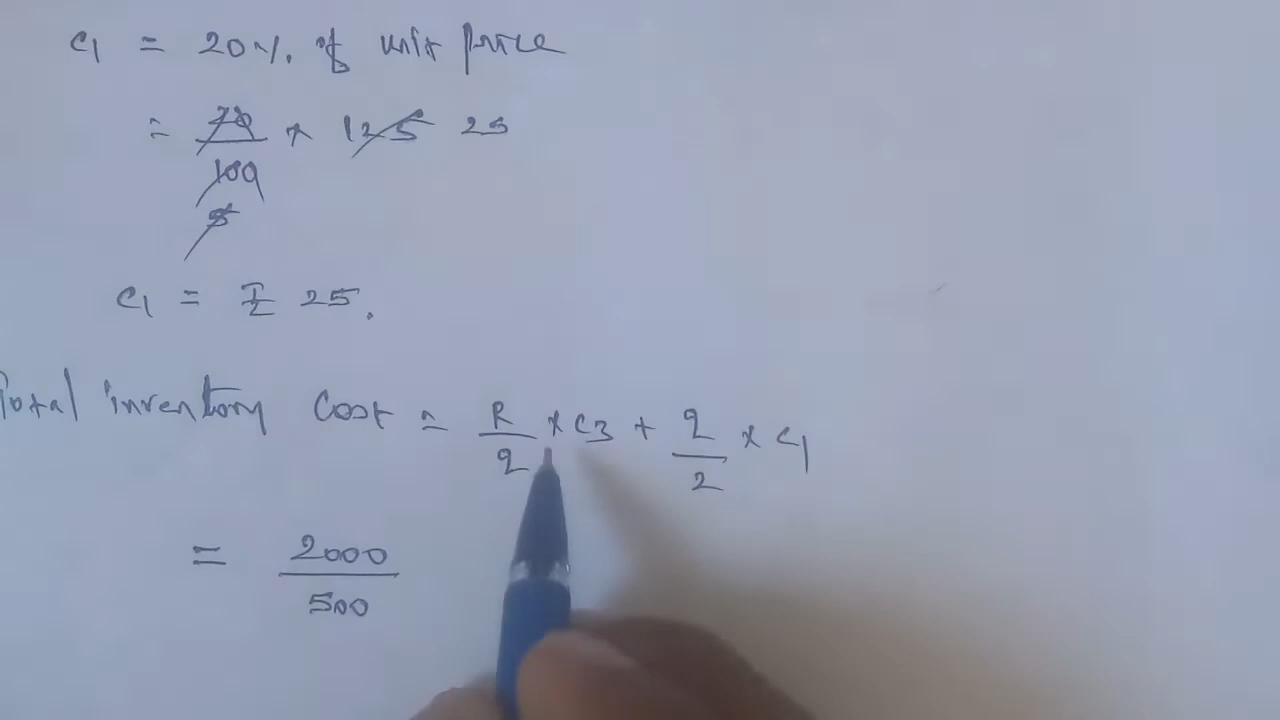 C1 = 20%. of unit price
= 20/100 × 125 25
5
C1 = ₹ 25.
Total inventory Cost = R/q × C3 + q/2 × C1
= 2000/500